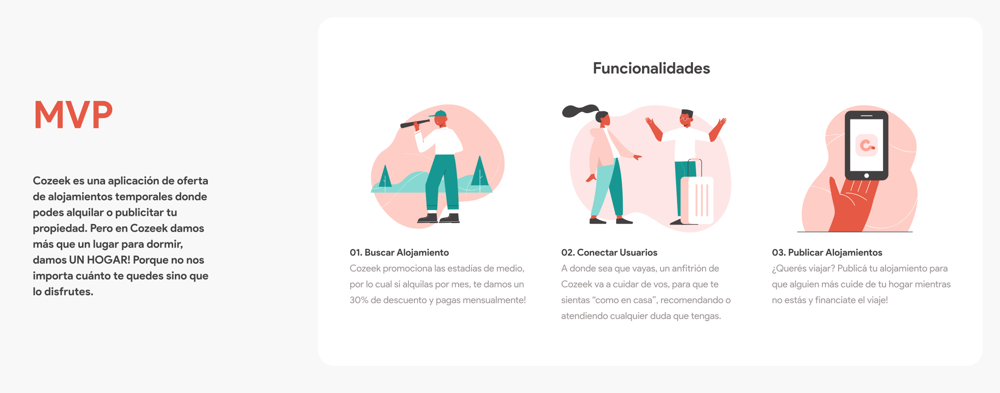 MVP
Cozeek es una aplicación de oferta
de alojamientos temporales donde
podes alquilar o publicitar tu
propiedad. Pero en Cozeek damos
más que un lugar para dormir,
damos UN HOGAR! Porque no nos
importa cuánto te quedes sino que
lo disfrutes.
Funcionalidades
01. Buscar Alojamiento
Cozeek promociona las estadías de medio,
por lo cual si alquilas por mes, te damos un
30% de descuento y pagas mensualmente!
02. Conectar Usuarios
A donde sea que vayas, un anfitrión de
Cozeek va a cuidar de vos, para que te
sientas “como en casa”, recomendando o
atendiendo cualquier duda que tengas.
03. Publicar Alojamientos
¿Querés viajar? Publicá tu alojamiento para
que alguien más cuide de tu hogar mientras
no estás y financiate el viaje!